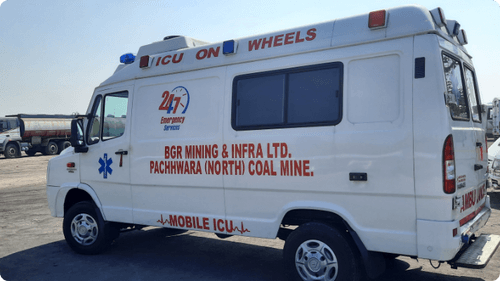 ICU ON WHEELS
24x7
Emergency
Services
BGR MINING & INFRA LTD.
PACHHWARA (NORTH) COAL MINE.
MOBILE ICU